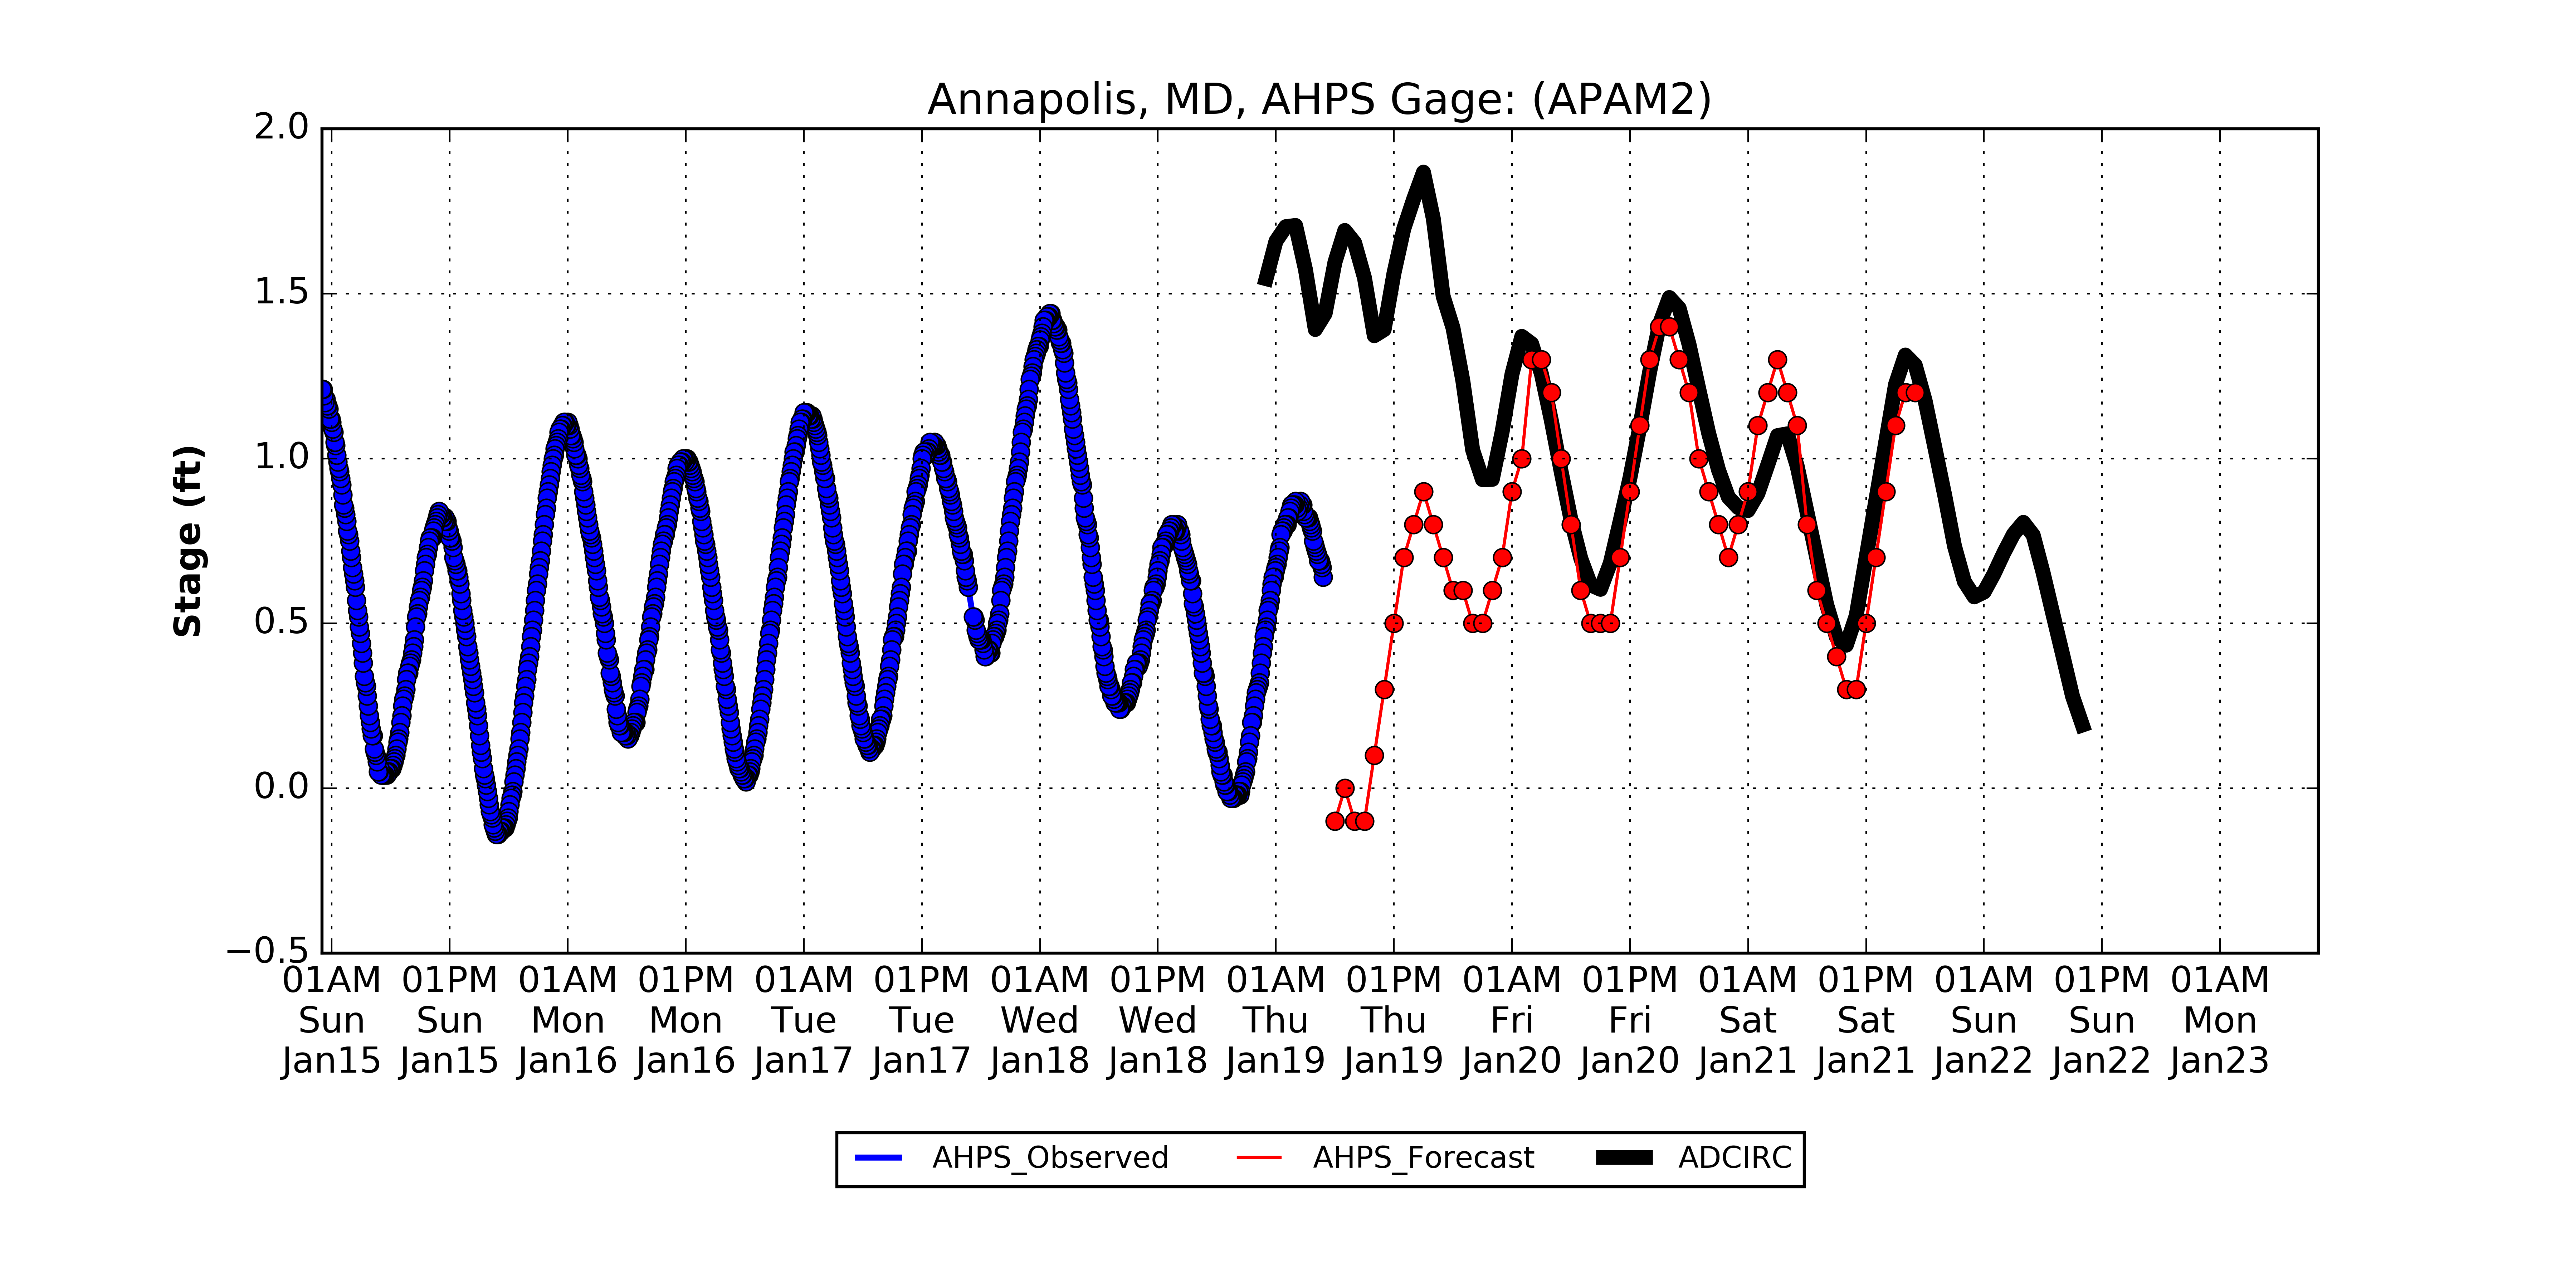 Annapolis, MD, AHPS Gage: (APAM2)
Stage (ft)
2.0
1.5
1.0
0.5
0.0
−0.5
01AM 01PM 01AM 01PM 01AM 01PM 01AM 01PM 01AM 01PM 01AM 01PM 01AM 01PM 01AM 01PM 01AM
Sun Sun Mon Mon Tue Tue Wed Wed Thu Thu Fri Fri Sat Sat Sun Sun Mon
Jan15 Jan15 Jan16 Jan16 Jan17 Jan17 Jan18 Jan18 Jan19 Jan19 Jan20 Jan20 Jan21 Jan21 Jan22 Jan22 Jan23
AHPS_Observed AHPS_Forecast ADCIRC